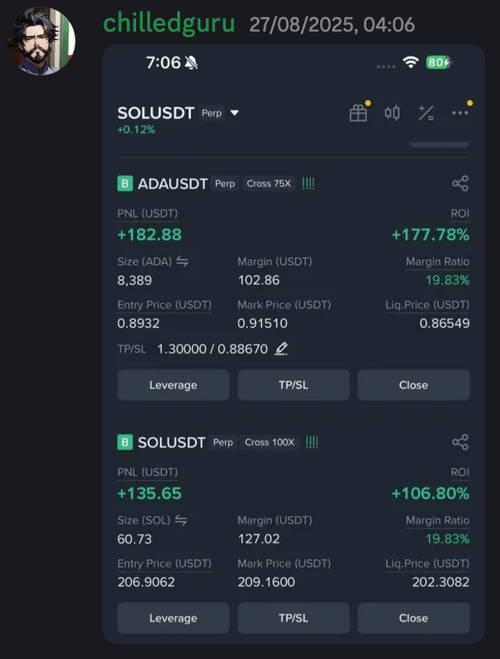 chilledguru 27/08/2025, 04:06
7:06 80
SOLUSDT Perp
+0.12%
B ADAUSDT Perp Cross 75X
PNL (USDT) ROI
+182.88 +177.78%
Size (ADA) Margin (USDT) Margin Ratio
8,389 102.86 19.83%
Entry Price (USDT) Mark Price (USDT) Liq.Price (USDT)
0.8932 0.91510 0.86549
TP/SL 1.30000 / 0.88670
Leverage TP/SL Close
B SOLUSDT Perp Cross 100X
PNL (USDT) ROI
+135.65 +106.80%
Size (SOL) Margin (USDT) Margin Ratio
60.73 127.02 19.83%
Entry Price (USDT) Mark Price (USDT) Liq.Price (USDT)
206.9062 209.1600 202.3082
Leverage TP/SL Close